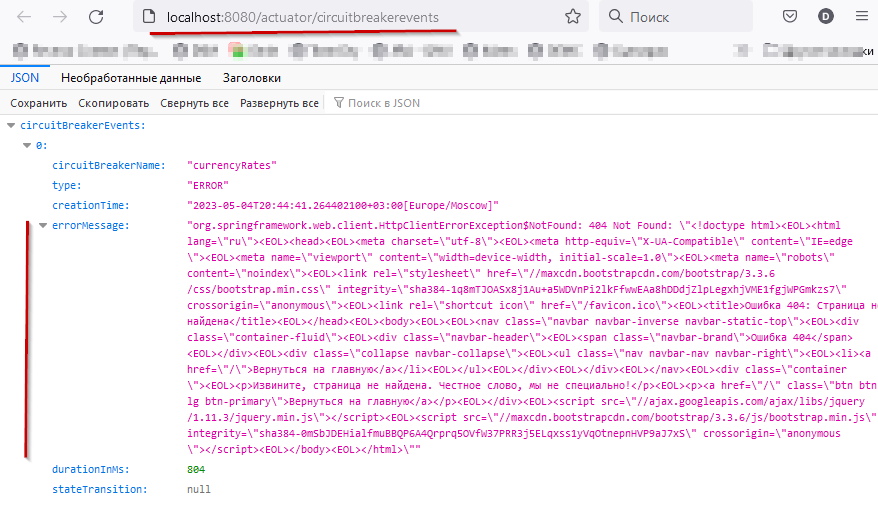 localhost:8080/actuator/circuitbreakerevents
Поиск
D
JSON
Необработанные данные
Заголовки
Сохранить Скопировать Свернуть все Развернуть все Поиск в JSON
circuitBreakerEvents:
0:
circuitBreakerName: "currencyRates"
type: "ERROR"
creationTime: "2023-05-04T20:44:41.264402100+03:00[Europe/Moscow]"
errorMessage: "org.springframework.web.client.HttpClientErrorException$NotFound: 404 Not Found: \"<!doctype html><EOL><html
lang=\"ru\"><EOL><head><EOL><meta charset=\"utf-8\"><EOL><meta http-equiv=\"X-UA-Compatible\" content=\"IE=edge
\"><EOL><meta name=\"viewport\" content=\"width=device-width, initial-scale=1.0\"><EOL><meta name=\"robots\"
content=\"noindex\"><EOL><link rel=\"stylesheet\" href=\"//maxcdn.bootstrapcdn.com/bootstrap/3.3.6
/css/bootstrap.min.css\" integrity=\"sha384-1q8mTJOASx8j1Au+a5WDVnPi2lkFfwwEAa8hDDdjZlpLegxhjVME1fgjWPGmkzs7\"
crossorigin=\"anonymous\"><EOL><link rel=\"shortcut icon\" href=\"/favicon.ico\"><EOL><title>Ошибка 404: Страница не
найдена</title><EOL></head><EOL><body><EOL><EOL><nav class=\"navbar navbar-inverse navbar-static-top\"><EOL><div
class=\"container-fluid\"><EOL><div class=\"navbar-header\"><EOL><span class=\"navbar-brand\">Ошибка 404</span>
<EOL></div><EOL><div class=\"collapse navbar-collapse\"><EOL><ul class=\"nav navbar-nav navbar-right\"><EOL><li><a
href=\"/\">Вернуться на главную</a></li><EOL></ul><EOL></div><EOL></div><EOL></nav><EOL><div class=\"container
\"><EOL><p>Извините, страница не найдена. Честное слово, мы не специально!</p><EOL><p><a href=\"/\" class=\"btn btn
lg btn-primary\">Вернуться на главную</a></p><EOL></div><EOL><script src=\"//ajax.googleapis.com/ajax/libs/jquery
/1.11.3/jquery.min.js\"></script><EOL><script src=\"//maxcdn.bootstrapcdn.com/bootstrap/3.3.6/js/bootstrap.min.js\"
integrity=\"sha384-0mSbJDEHialfmuBBQP6A4Qrprq5OVfW37PRR3j5ELqxss1yVqOtnepnHVP9aJ7xS\" crossorigin=\"anonymous
\"></script><EOL></body><EOL></html>\""
durationInMs: 804
stateTransition: null